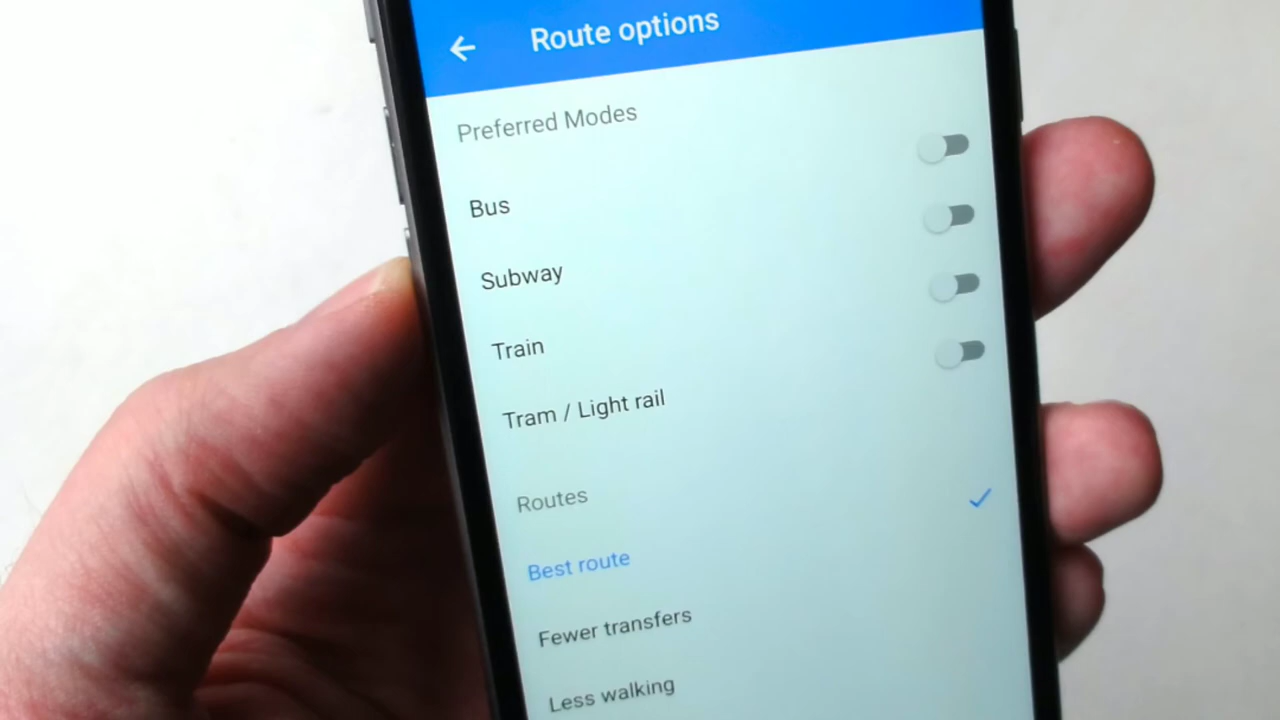 Route options
Preferred Modes
Bus
Subway
Train
Tram / Light rail
Routes
Best route
Fewer transfers
Less walking